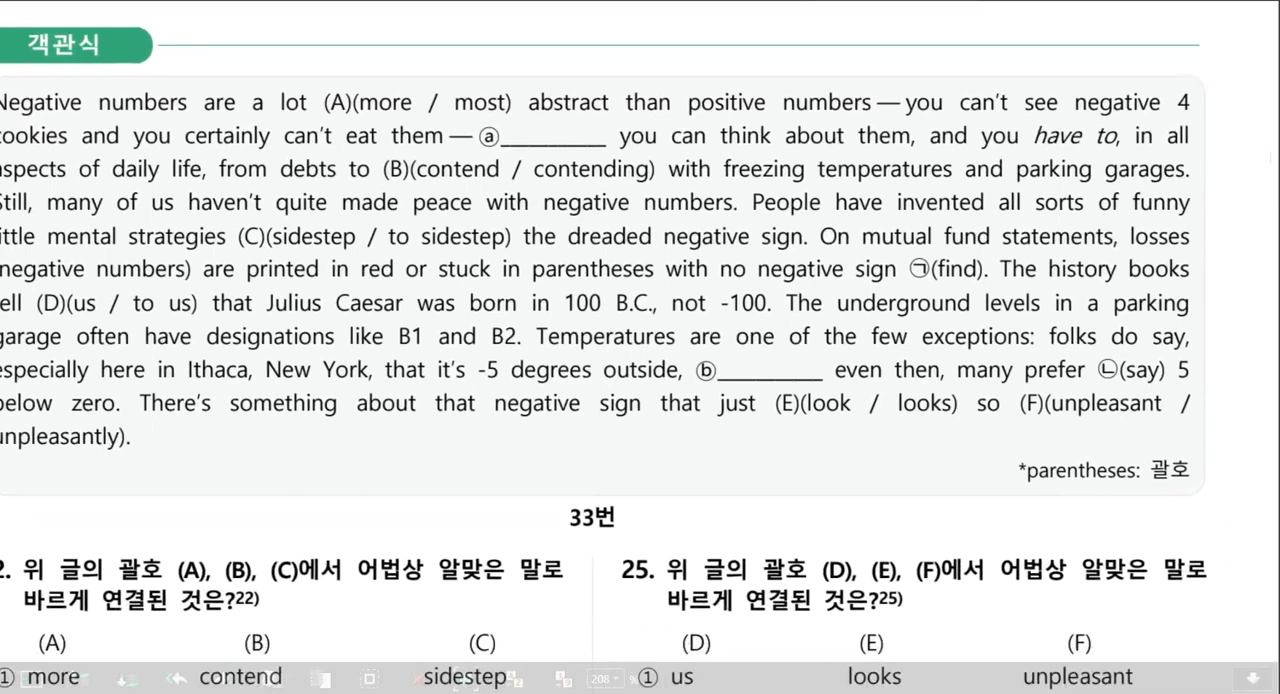 객관식
Negative numbers are a lot (A)(more / most) abstract than positive numbers — you can't see negative 4
cookies and you certainly can't eat them — ⓐ__________ you can think about them, and you have to, in all
aspects of daily life, from debts to (B)(contend / contending) with freezing temperatures and parking garages.
Still, many of us haven't quite made peace with negative numbers. People have invented all sorts of funny
little mental strategies (C)(sidestep / to sidestep) the dreaded negative sign. On mutual fund statements, losses
(negative numbers) are printed in red or stuck in parentheses with no negative sign ㉠(find). The history books
tell (D)(us / to us) that Julius Caesar was born in 100 B.C., not -100. The underground levels in a parking
garage often have designations like B1 and B2. Temperatures are one of the few exceptions: folks do say,
especially here in Ithaca, New York, that it's -5 degrees outside, ⓑ__________ even then, many prefer ㉡(say) 5
below zero. There's something about that negative sign that just (E)(look / looks) so (F)(unpleasant /
unpleasantly).
*parentheses: 괄호
33번
2. 위 글의 괄호 (A), (B), (C)에서 어법상 알맞은 말로
바르게 연결된 것은?22)
(A) (B) (C)
① more contend sidestep
25. 위 글의 괄호 (D), (E), (F)에서 어법상 알맞은 말로
바르게 연결된 것은?25)
(D) (E) (F)
① us looks unpleasant
208 %